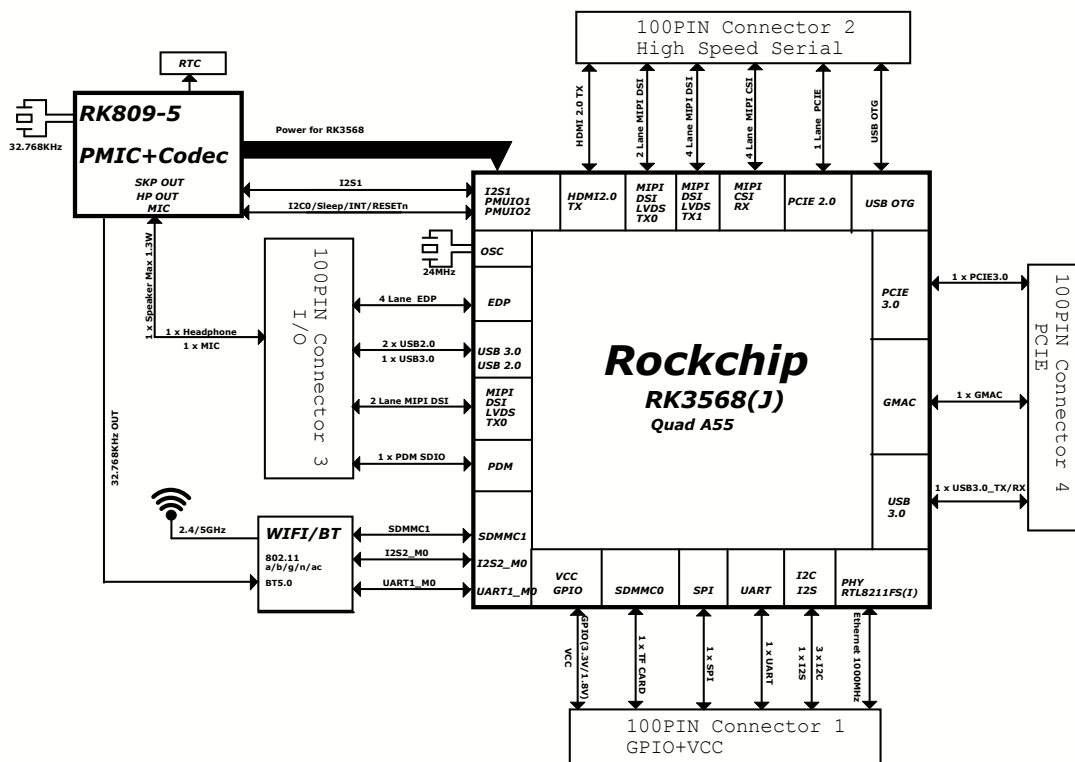 100PIN Connector 2
High Speed Serial
RTC
RK809-5
PMIC+Codec
SKP OUT
HP OUT
MIC
32.768KHz
Power for RK3568
I2S1
I2C0/Sleep/INT/RESETn
HDMI 2.0 TX
2 Lane MIPI DSI
4 Lane MIPI DSI
4 Lane MIPI CSI
1 Lane PCIE
USB OTG
I2S1
PMUIO1
PMUIO2
HDMI2.0
TX
MIPI
DSI
LVDS
TX0
MIPI
DSI
LVDS
TX1
MIPI
CSI
RX
PCIE 2.0
USB OTG
OSC
24MHz
EDP
USB 3.0
USB 2.0
MIPI
DSI
LVDS
TX0
PDM
SDMMC1
I2S2_M0
UART1_M0
Rockchip
RK3568(J)
Quad A55
PCIE
3.0
GMAC
USB
3.0
1 x PCIE3.0
1 x GMAC
1 x USB3.0_TX/RX
100PIN Connector 4
PCIE
1 x Speaker Max 1.3W
1 x Headphone
1 x MIC
100PIN Connector 3
I/O
4 Lane EDP
2 x USB2.0
1 x USB3.0
2 Lane MIPI DSI
1 x PDM SDIO
32.768KHz OUT
2.4/5GHz
WIFI/BT
802.11
a/b/g/n/ac
BT5.0
SDMMC1
I2S2_M0
UART1_M0
VCC
GPIO
SDMMC0
SPI
UART
I2C
I2S
PHY
RTL8211FS(I)
GPIO(3.3V/1.8V)
VCC
1 x TF CARD
1 x SPI
1 x UART
3 x I2C
1 x I2S
Ethernet 1000MHz
100PIN Connector 1
GPIO+VCC